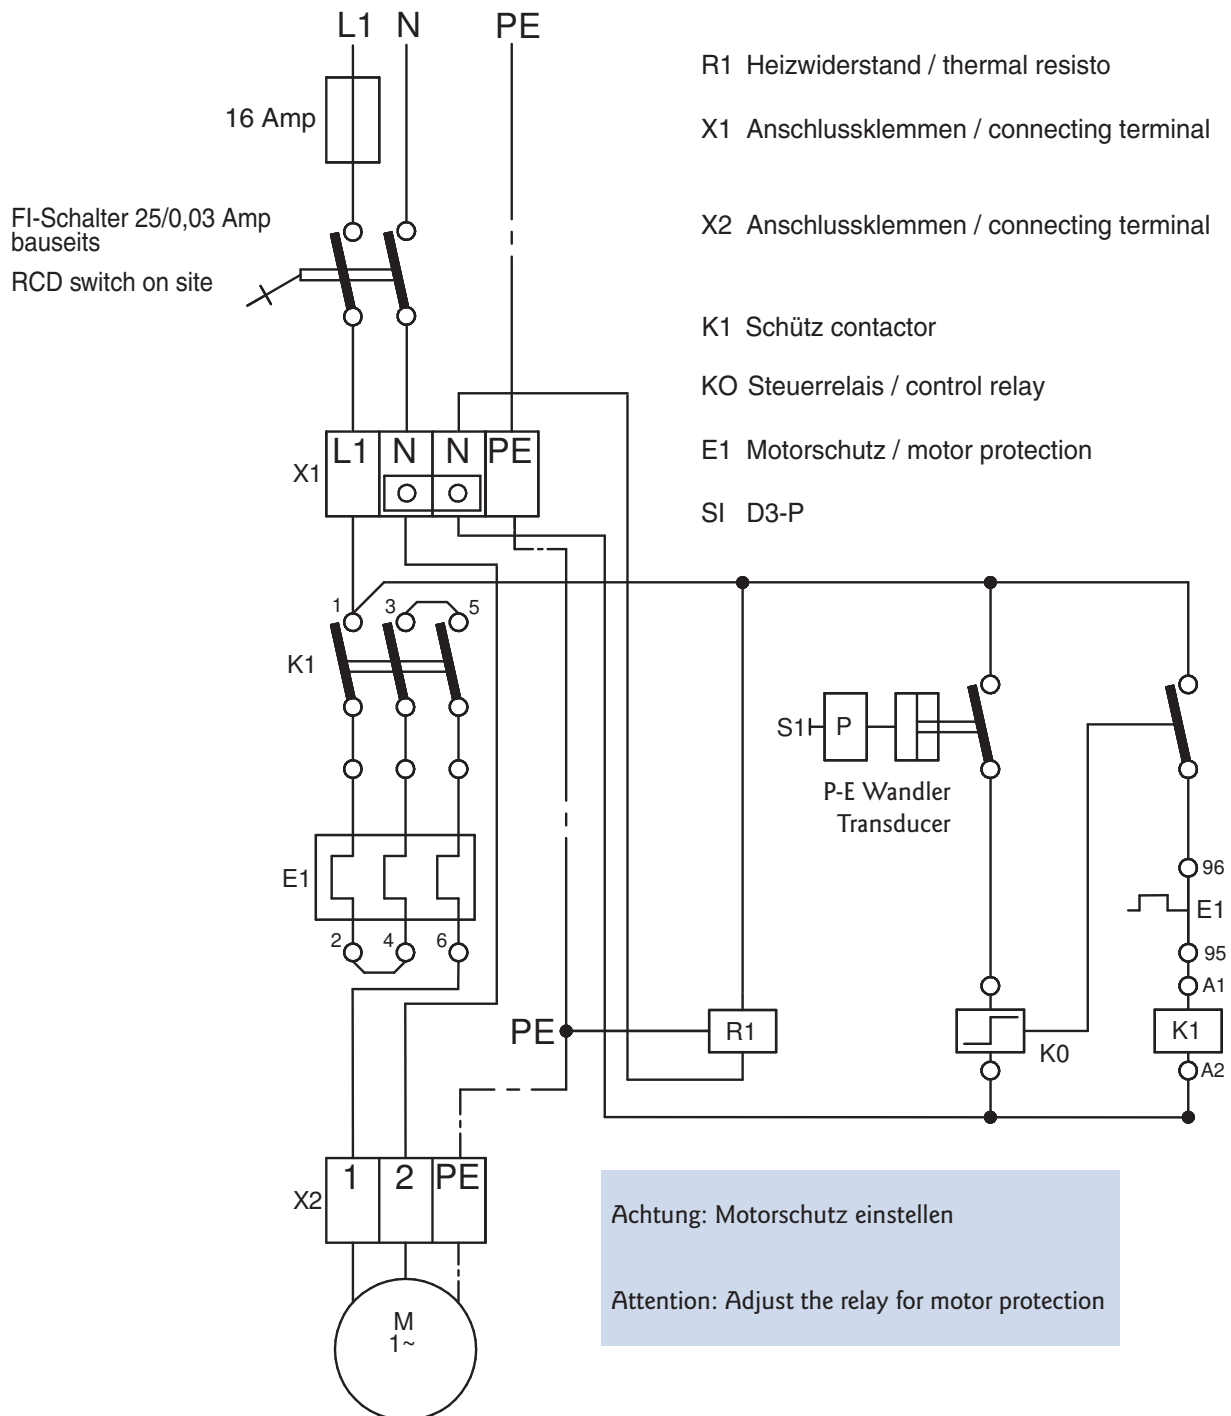 L1 N PE
R1 Heizwiderstand / thermal resisto
16 Amp
X1 Anschlussklemmen / connecting terminal
FI-Schalter 25/0,03 Amp
bauseits
RCD switch on site
X2 Anschlussklemmen / connecting terminal
K1 Schütz contactor
KO Steuerrelais / control relay
E1 Motorschutz / motor protection
SI D3-P
X1 L1 N N PE
1 3 5
K1
S1 P
P-E Wandler
Transducer
96
E1
95
A1
E1
2 4 6
PE R1 K0 K1
A2
X2 1 2 PE
M
1~
Achtung: Motorschutz einstellen
Attention: Adjust the relay for motor protection